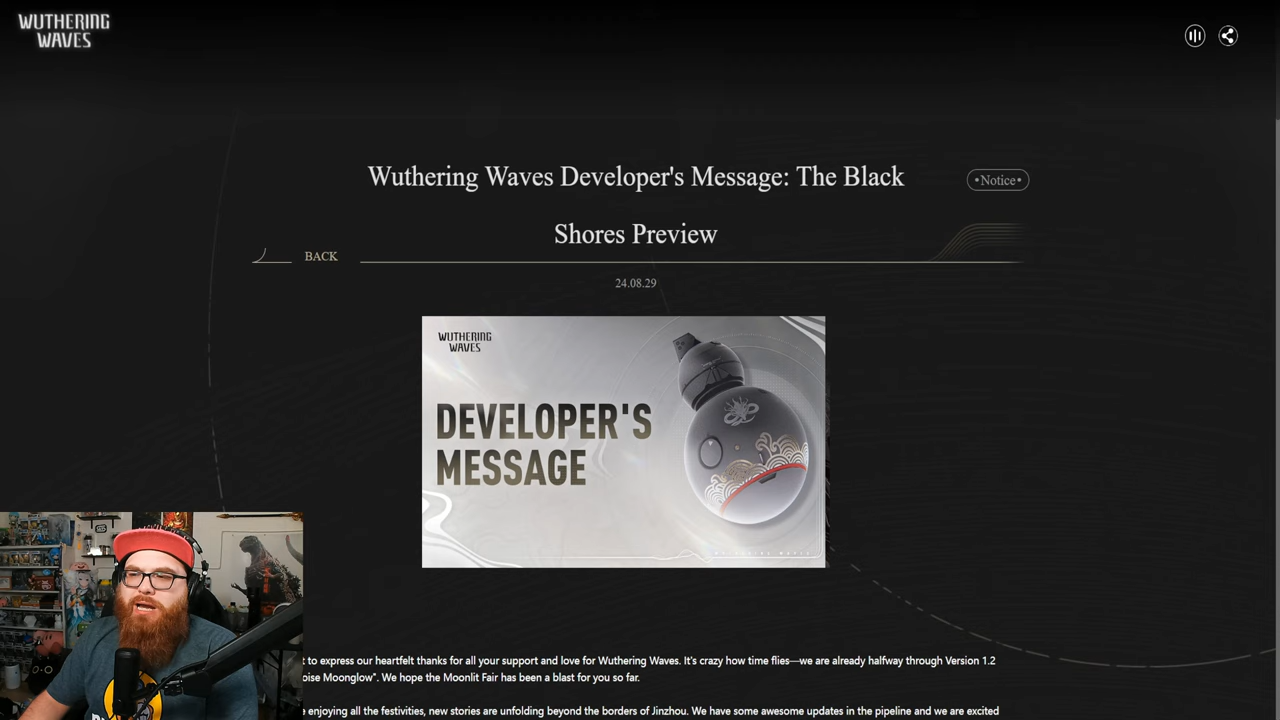 WUTHERING
WAVES
Wuthering Waves Developer's Message: The Black
•Notice•
Shores Preview
BACK
24.08.29
WUTHERING
WAVES
DEVELOPER'S
MESSAGE
to express our heartfelt thanks for all your support and love for Wuthering Waves. It's crazy how time flies—we are already halfway through Version 1.2
Moonglow". We hope the Moonlit Fair has been a blast for you so far.
enjoying all the festivities, new stories are unfolding beyond the borders of Jinzhou. We have some awesome updates in the pipeline and we are excited